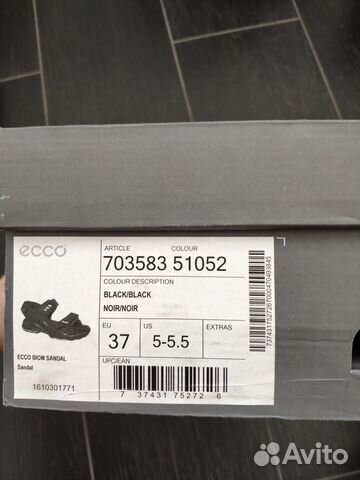 ecco
ARTICLE COLOUR
703583 51052
COLOUR DESCRIPTION
BLACK/BLACK
NOIR/NOIR
EU US EXTRAS
37 5-5.5
UPC/EAN
ECCO BIOM SANDAL
Sandal
1610301771
7 37431 75272 6
7374317527267000470493845
Avito